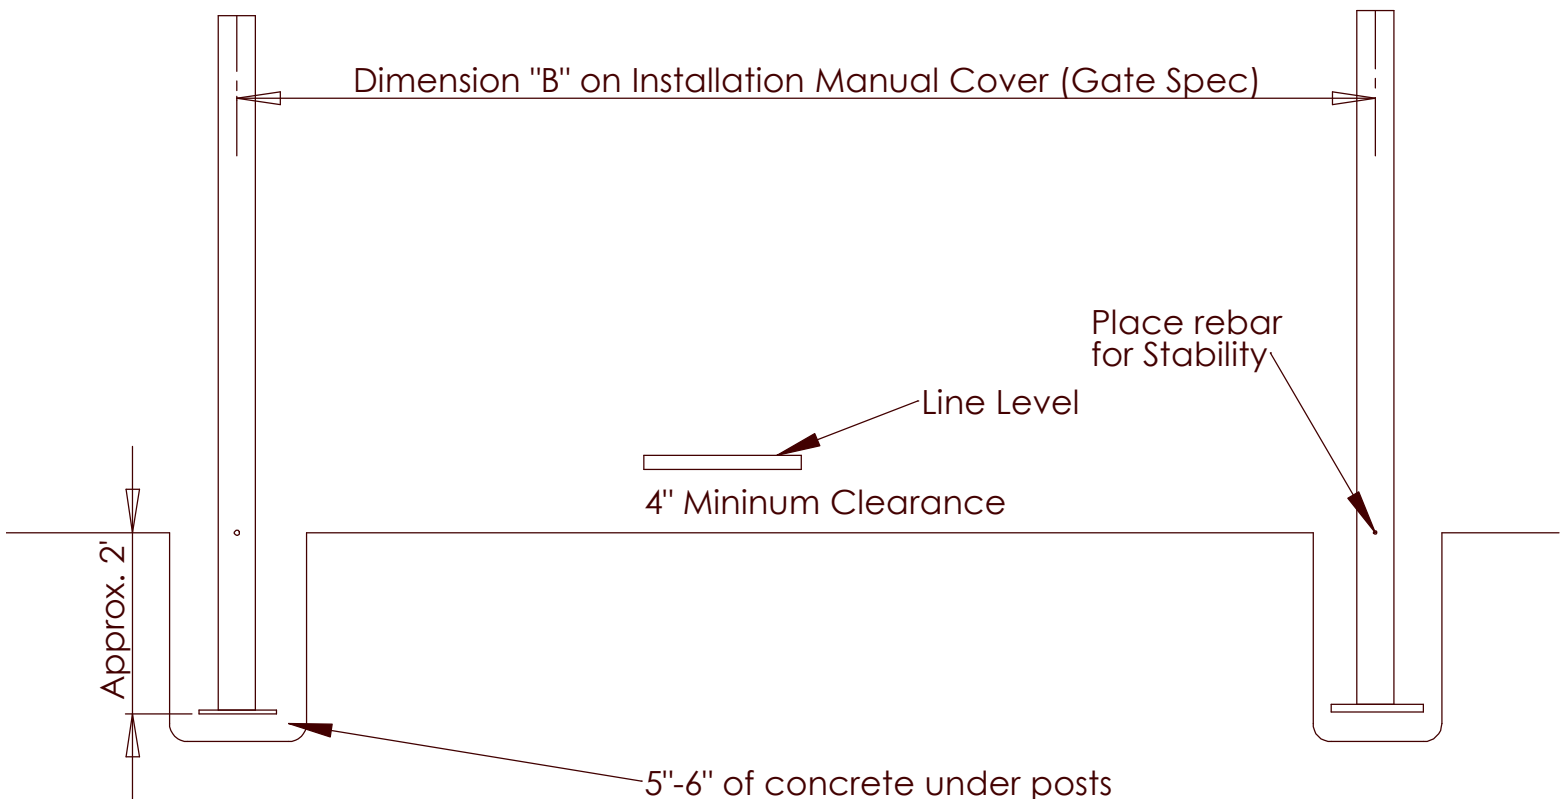 Dimension "B" on Installation Manual Cover (Gate Spec)
Place rebar
for Stability
Line Level
4" Mininum Clearance
Approx. 2'
5"-6" of concrete under posts